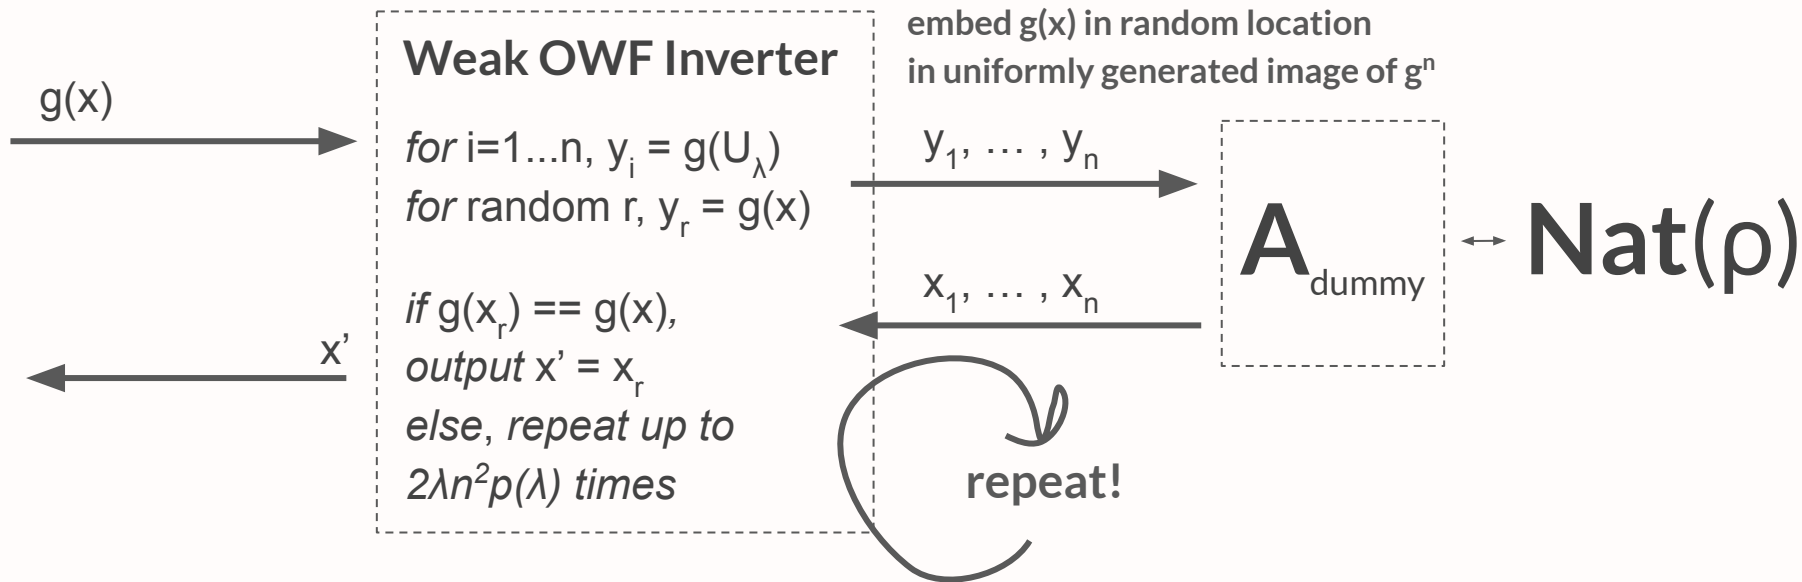 embed g(x) in random location
in uniformly generated image of gⁿ
Weak OWF Inverter
g(x)
for i=1...n, yᵢ = g(U_λ)
for random r, yᵣ = g(x)
if g(xᵣ) == g(x),
output x' = xᵣ
else, repeat up to
2λn²p(λ) times
x'
y₁, … , yₙ
x₁, … , xₙ
repeat!
A_dummy
Nat(ρ)